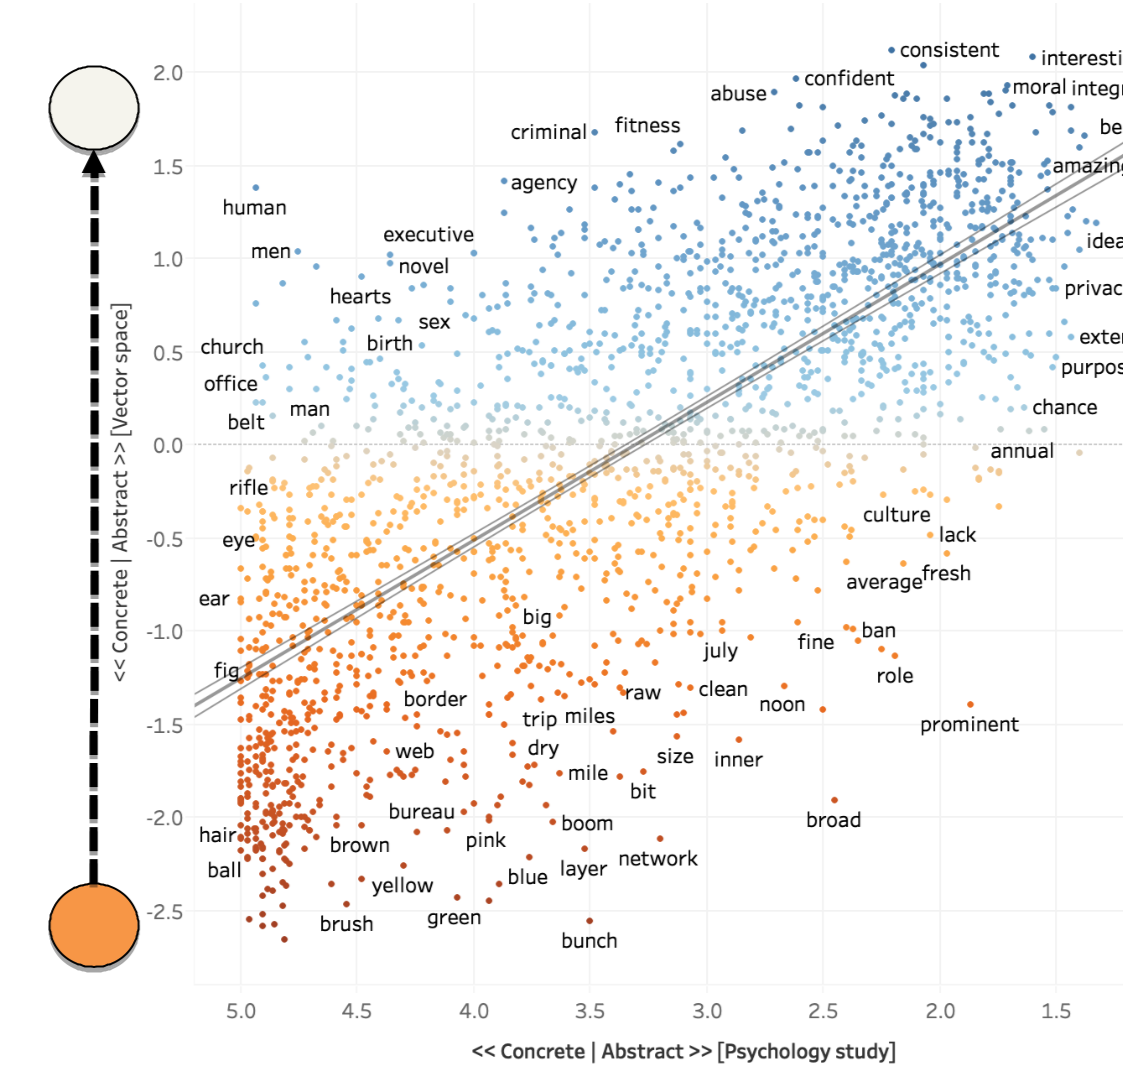 consistent
interesti
2.0
confident
moral
integr
abuse
criminal
fitness
be
1.5
agency
amazing
human
executive
idea
men
1.0
novel
hearts
privac
sex
church
0.5
birth
exter
purpos
office
man
chance
belt
0.0
annual
rifle
culture
eye
-0.5
lack
fresh
average
ear
big
-1.0
ban
fine
july
fig
role
raw
clean
border
noon
trip
miles
-1.5
prominent
dry
web
size
inner
mile
bit
bureau
-2.0
broad
boom
hair
pink
brown
network
ball
layer
blue
yellow
-2.5
green
brush
bunch
<< Concrete | Abstract >> [Vector space]
5.0 4.5 4.0 3.5 3.0 2.5 2.0 1.5
<< Concrete | Abstract >> [Psychology study]